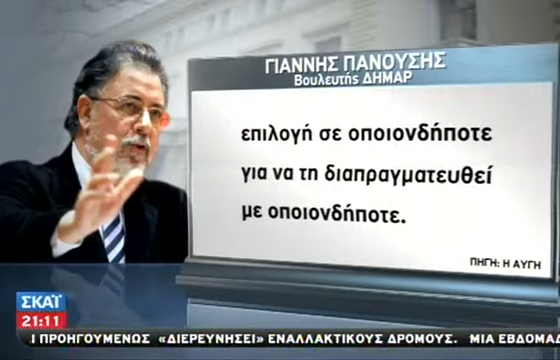 ΓΙΑΝΝΗΣ ΠΑΝΟΥΣΗΣ
Βουλευτής ΔΗΜΑΡ
επιλογή σε οποιονδήποτε
για να τη διαπραγματευθεί
με οποιονδήποτε.
ΠΗΓΗ: Η ΑΥΓΗ
ΣΚΑΪ
21:11
Ι ΠΡΟΗΓΟΥΜΕΝΩΣ «ΔΙΕΡΕΥΝΗΣΕΙ» ΕΝΑΛΛΑΚΤΙΚΟΥΣ ΔΡΟΜΟΥΣ. ΜΙΑ ΕΒΔΟΜΑ